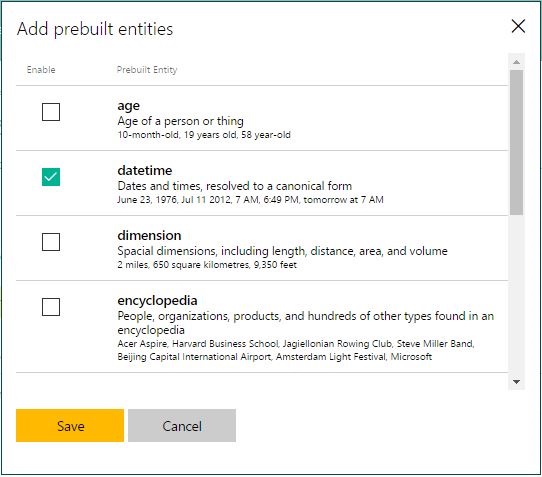 Add prebuilt entities
Enable Prebuilt Entity
age
Age of a person or thing
10-month-old, 19 years old, 58 year-old
datetime
Dates and times, resolved to a canonical form
June 23, 1976, Jul 11 2012, 7 AM, 6:49 PM, tomorrow at 7 AM
dimension
Spacial dimensions, including length, distance, area, and volume
2 miles, 650 square kilometres, 9,350 feet
encyclopedia
People, organizations, products, and hundreds of other types found in an
encyclopedia
Acer Aspire, Harvard Business School, Jagiellonian Rowing Club, Steve Miller Band,
Beijing Capital International Airport, Amsterdam Light Festival, Microsoft
Save Cancel